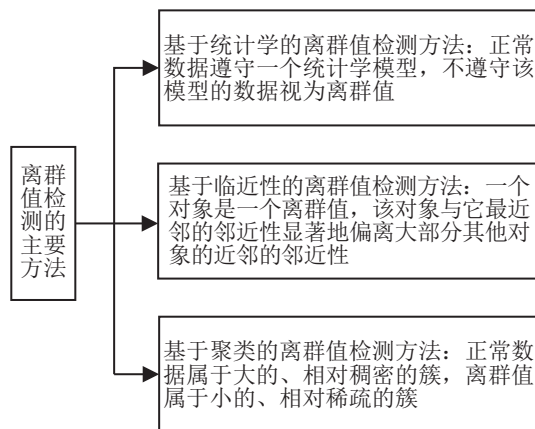 离群
值检
测的
主要
方法
基于统计学的离群值检测方法：正常
数据遵守一个统计学模型，不遵守该
模型的数据视为离群值
基于临近性的离群值检测方法：一个
对象是一个离群值，该对象与它最近
邻的邻近性显著地偏离大部分其他对
象的近邻的邻近性
基于聚类的离群值检测方法：正常数
据属于大的、相对稠密的簇，离群值
属于小的、相对稀疏的簇